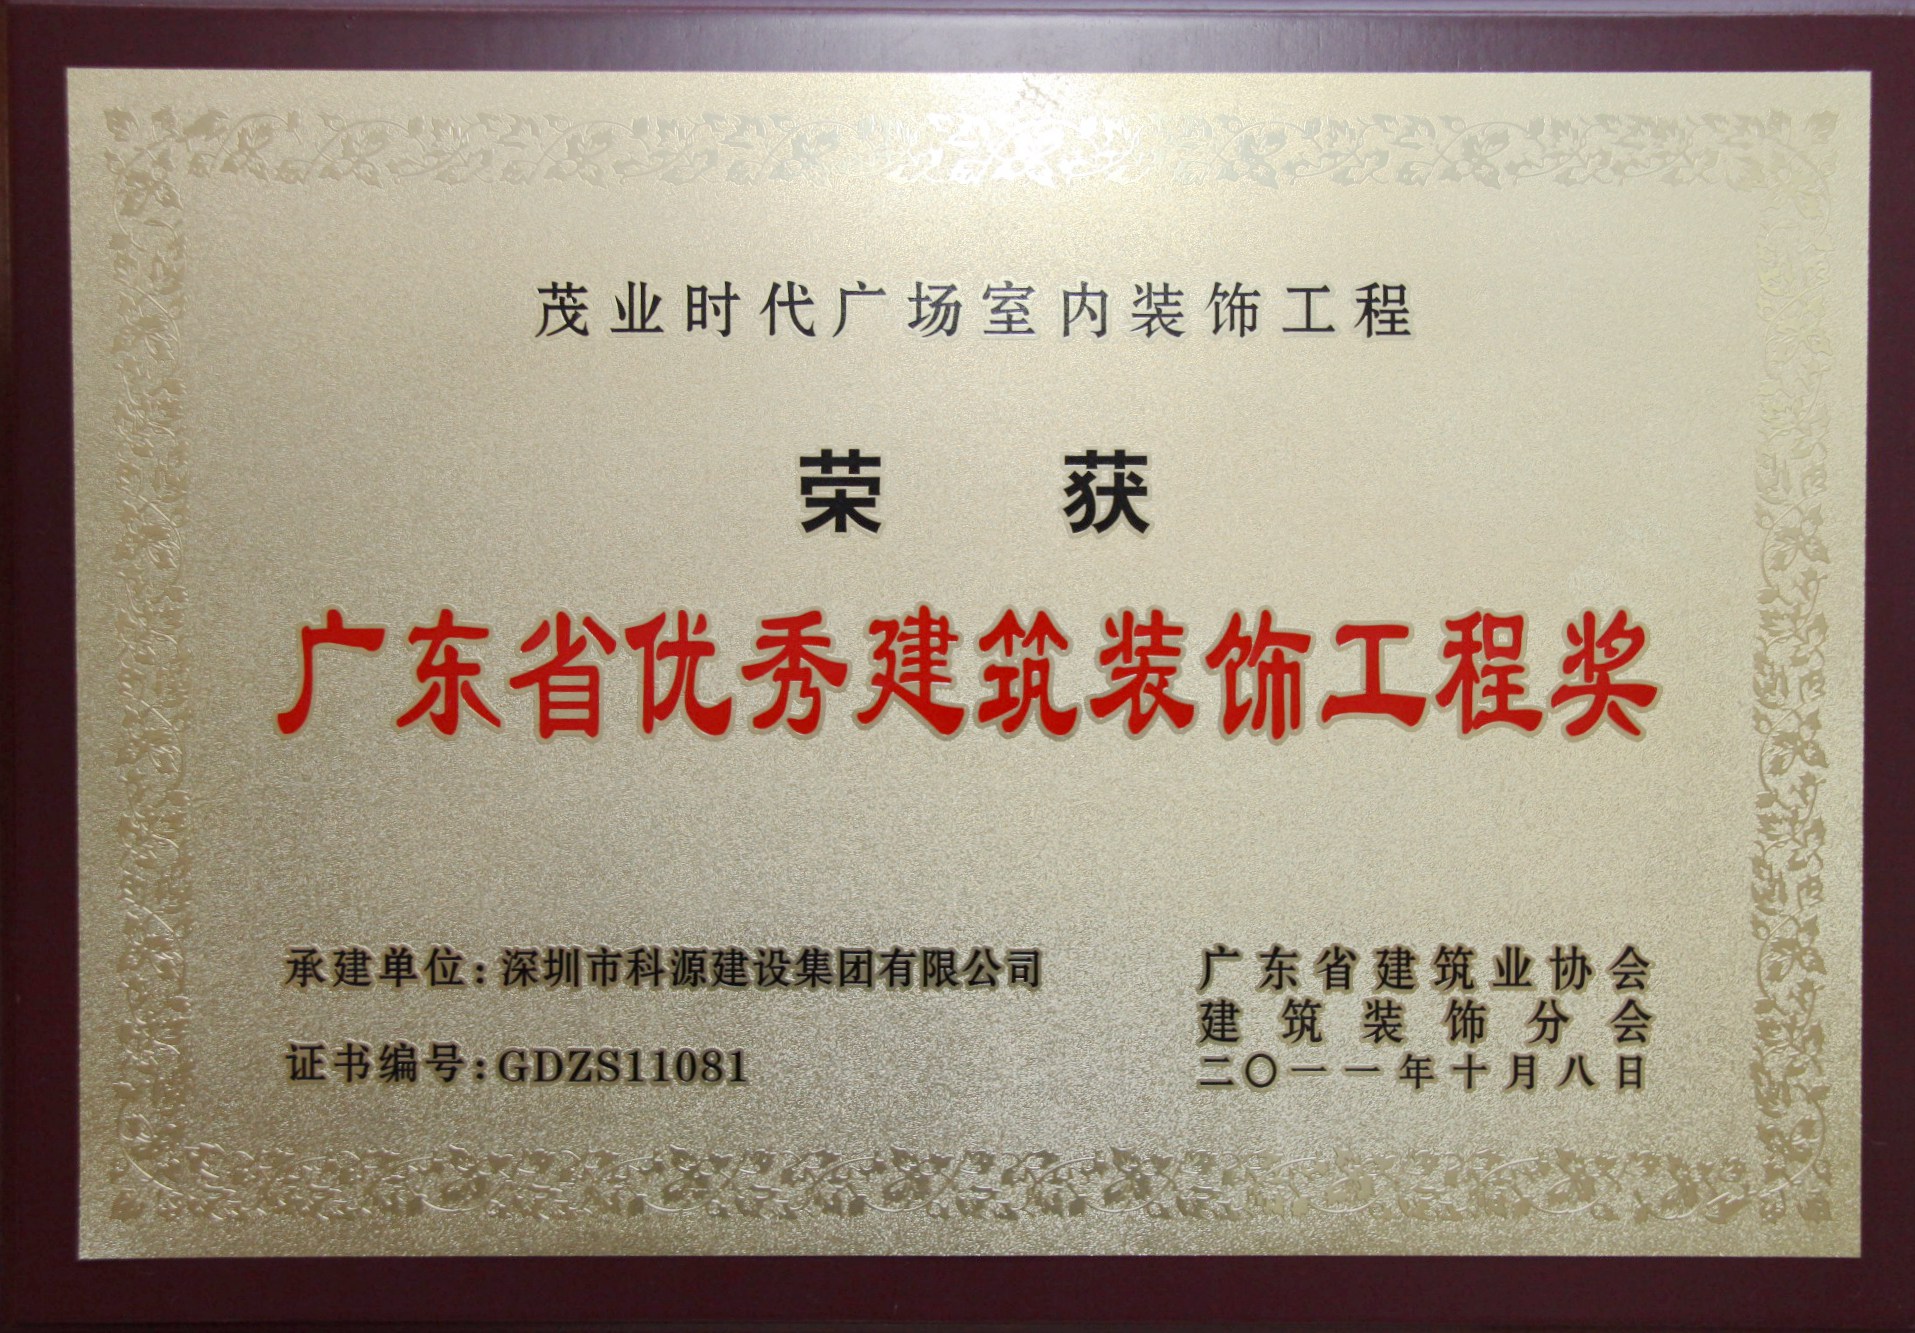 茂业时代广场室内装饰工程
荣 获
广东省优秀建筑装饰工程奖
承建单位:深圳市科源建设集团有限公司
证书编号:GDZS11081
广东省建筑业协会
建筑装饰分会
二〇一一年十月八日